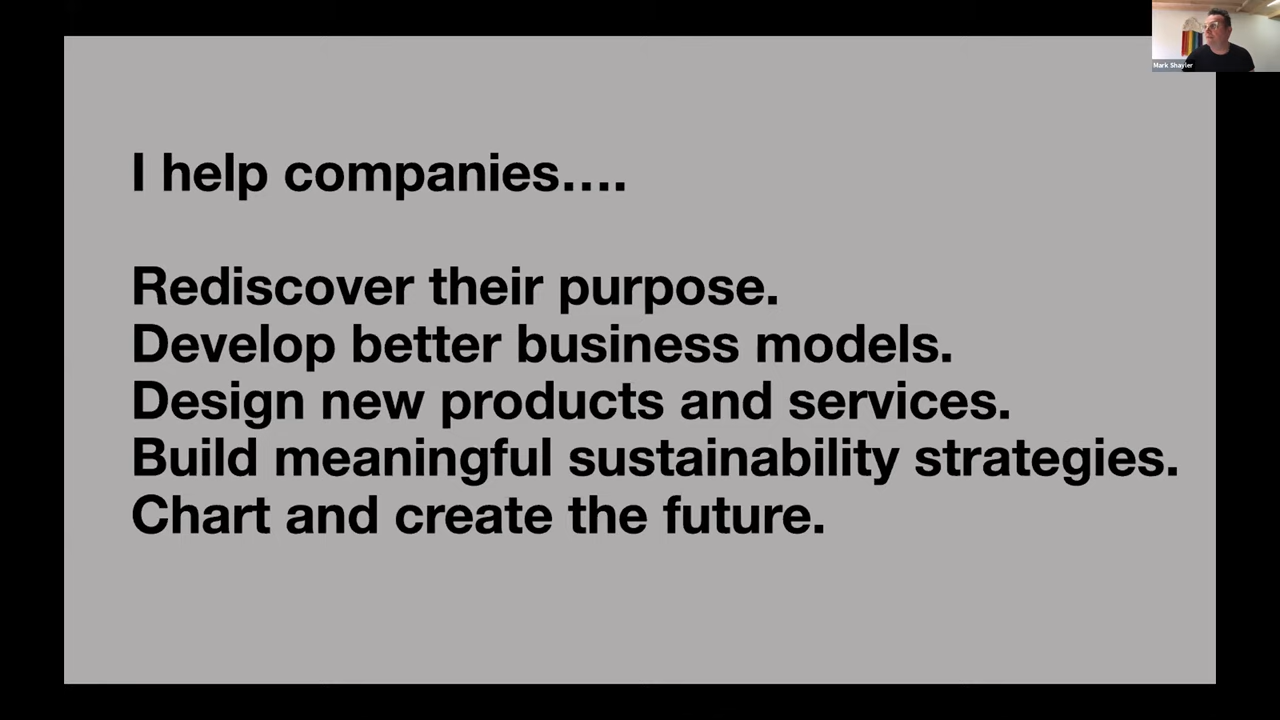 Mark Shayler
I help companies....
Rediscover their purpose.
Develop better business models.
Design new products and services.
Build meaningful sustainability strategies.
Chart and create the future.